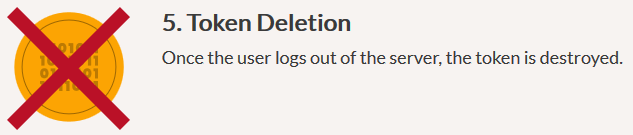 5. Token Deletion
Once the user logs out of the server, the token is destroyed.